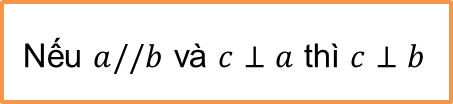 Nếu a//b và c ⊥ a thì c ⊥ b